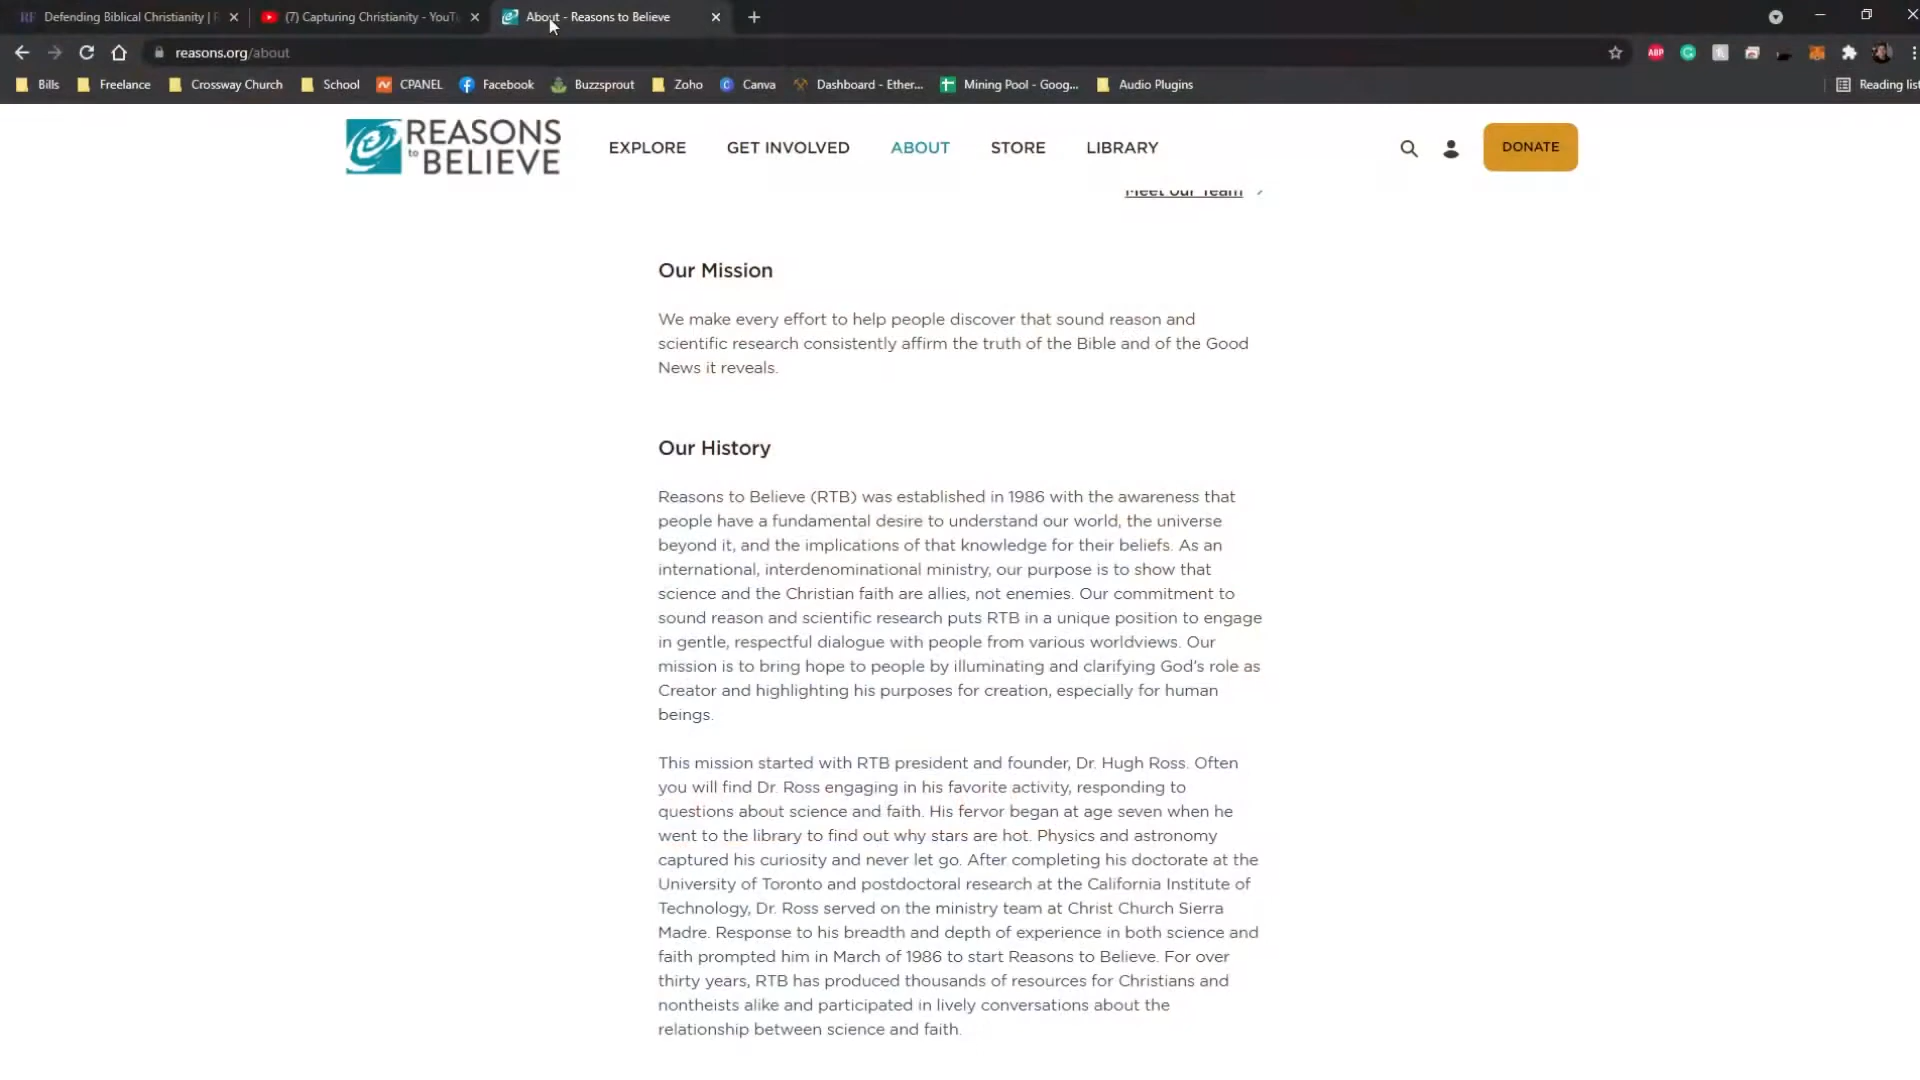 Defending Biblical Christianity |
(7) Capturing Christianity - YouT
About - Reasons to Believe
reasons.org/about
Bills
Freelance
Crossway Church
School
CPANEL
Facebook
Buzzsprout
Zoho
Canva
Dashboard - Ether...
Mining Pool - Goog...
Audio Plugins
Reading list
REASONS
to BELIEVE
EXPLORE
GET INVOLVED
ABOUT
STORE
LIBRARY
DONATE
Meet Our Team
Our Mission
We make every effort to help people discover that sound reason and
scientific research consistently affirm the truth of the Bible and of the Good
News it reveals.
Our History
Reasons to Believe (RTB) was established in 1986 with the awareness that
people have a fundamental desire to understand our world, the universe
beyond it, and the implications of that knowledge for their beliefs. As an
international, interdenominational ministry, our purpose is to show that
science and the Christian faith are allies, not enemies. Our commitment to
sound reason and scientific research puts RTB in a unique position to engage
in gentle, respectful dialogue with people from various worldviews. Our
mission is to bring hope to people by illuminating and clarifying God's role as
Creator and highlighting his purposes for creation, especially for human
beings.
This mission started with RTB president and founder, Dr. Hugh Ross. Often
you will find Dr. Ross engaging in his favorite activity, responding to
questions about science and faith. His fervor began at age seven when he
went to the library to find out why stars are hot. Physics and astronomy
captured his curiosity and never let go. After completing his doctorate at the
University of Toronto and postdoctoral research at the California Institute of
Technology, Dr. Ross served on the ministry team at Christ Church Sierra
Madre. Response to his breadth and depth of experience in both science and
faith prompted him in March of 1986 to start Reasons to Believe. For over
thirty years, RTB has produced thousands of resources for Christians and
nontheists alike and participated in lively conversations about the
relationship between science and faith.